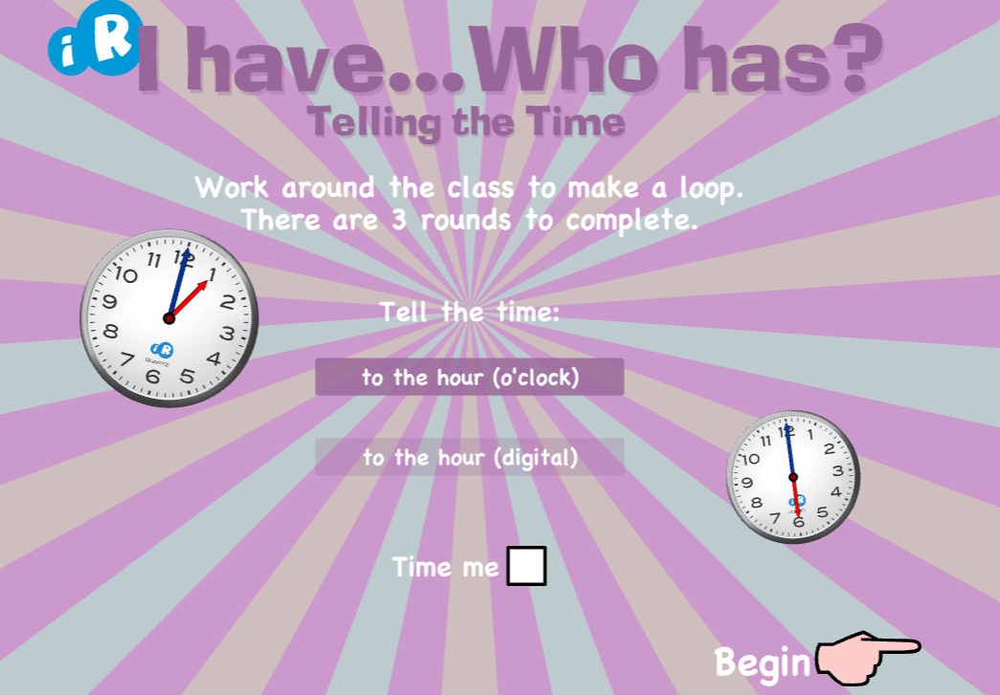 iR
I have...Who has?
Telling the Time
Work around the class to make a loop.
There are 3 rounds to complete.
12
1
2
3
4
5
6
7
8
9
10
11
iR
QUARTZ
Tell the time:
to the hour (o'clock)
to the hour (digital)
12
1
2
3
4
5
6
7
8
9
10
11
Time me
Begin